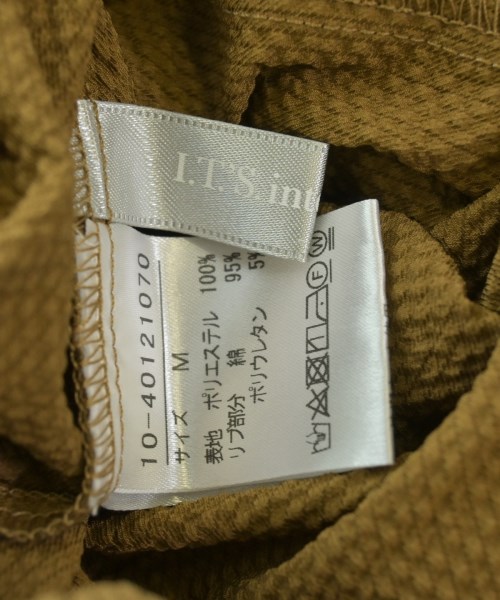 I.T.'S.int
10-40121070
サイズ M
表地 ポリエステル 100%
リブ部分 綿 95%
ポリウレタン 5%
F W